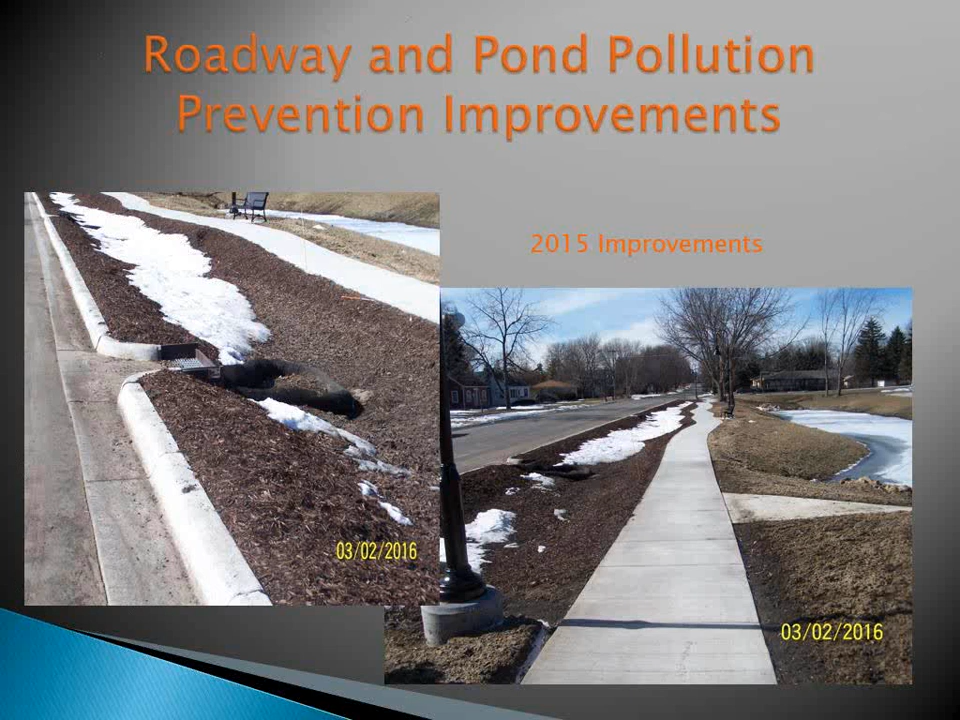 Roadway and Pond Pollution
Prevention Improvements
2015 Improvements
03/02/2016
03/02/2016